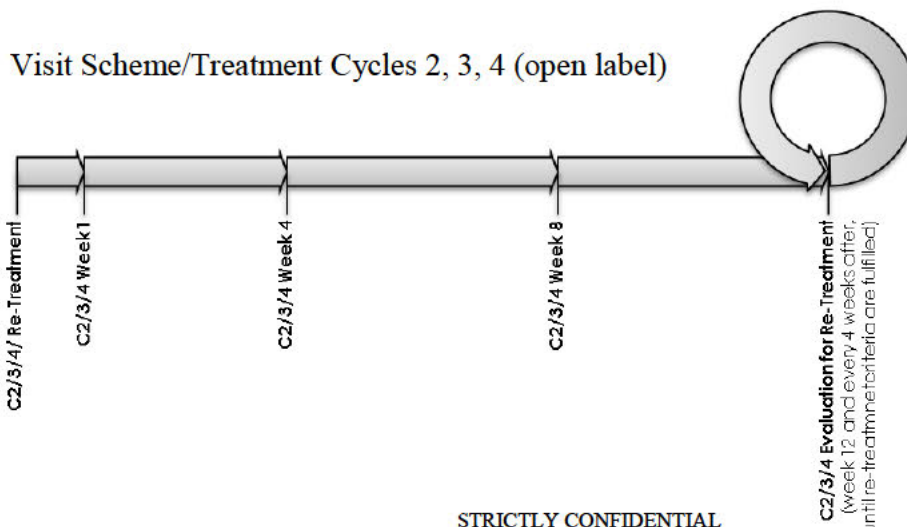 Visit Scheme/Treatment Cycles 2, 3, 4 (open label)
C2/3/4/ Re-Treatment
C2/3/4 Week 1
C2/3/4 Week 4
C2/3/4 Week 8
C2/3/4 Evaluation for Re-Treatment
(week 12 and every 4 weeks after,
until re-treatmnetcriteria are fulfilled)
STRICTLY CONFIDENTIAL